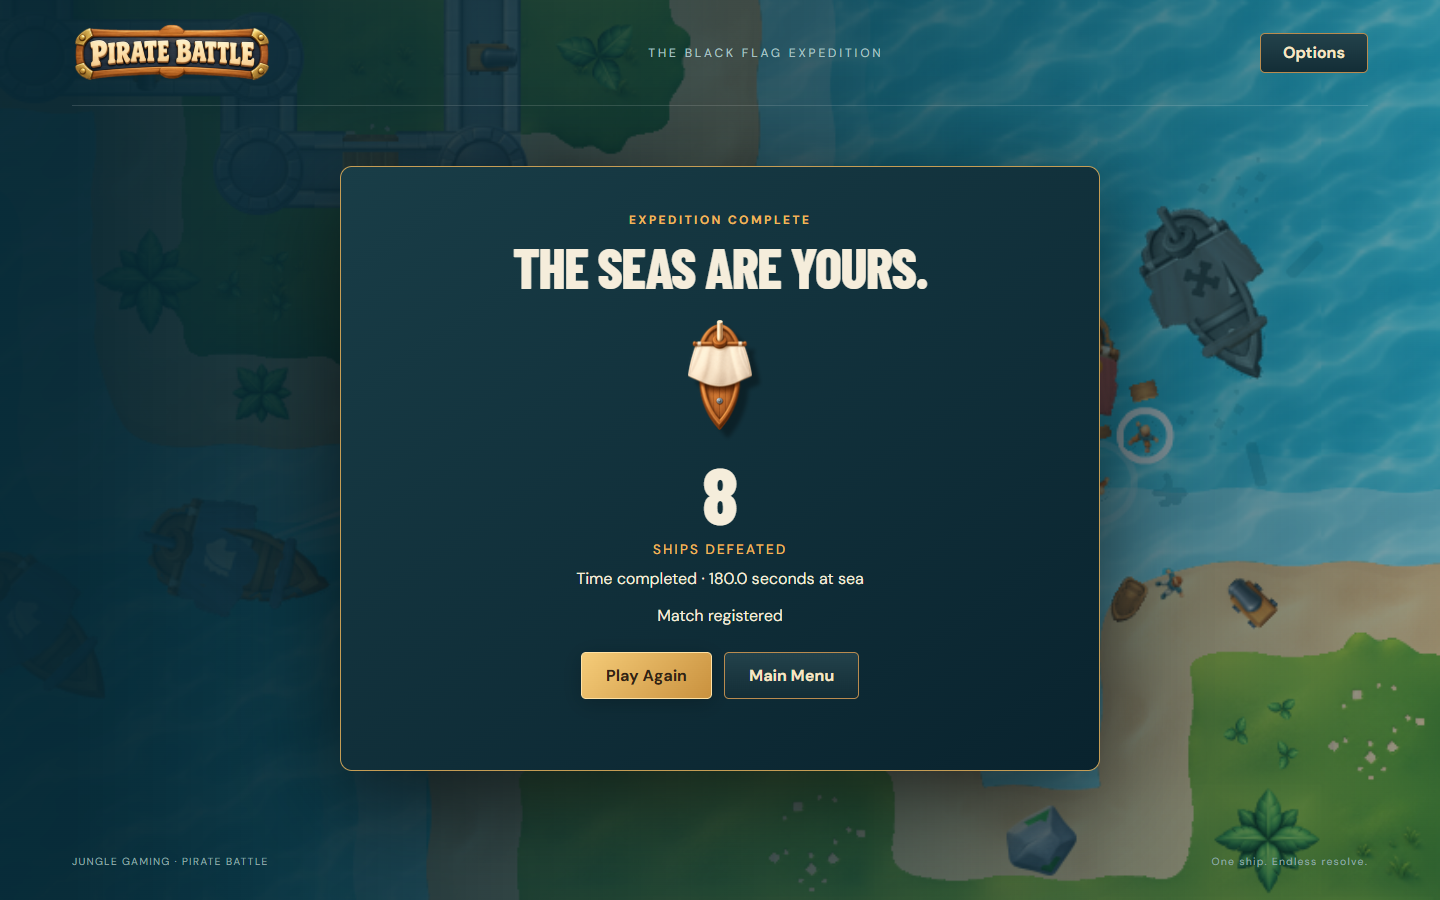 PIRATE BATTLE
THE BLACK FLAG EXPEDITION
Options
EXPEDITION COMPLETE
THE SEAS ARE YOURS.
8
SHIPS DEFEATED
Time completed · 180.0 seconds at sea
Match registered
Play Again
Main Menu
JUNGLE GAMING · PIRATE BATTLE
One ship. Endless resolve.